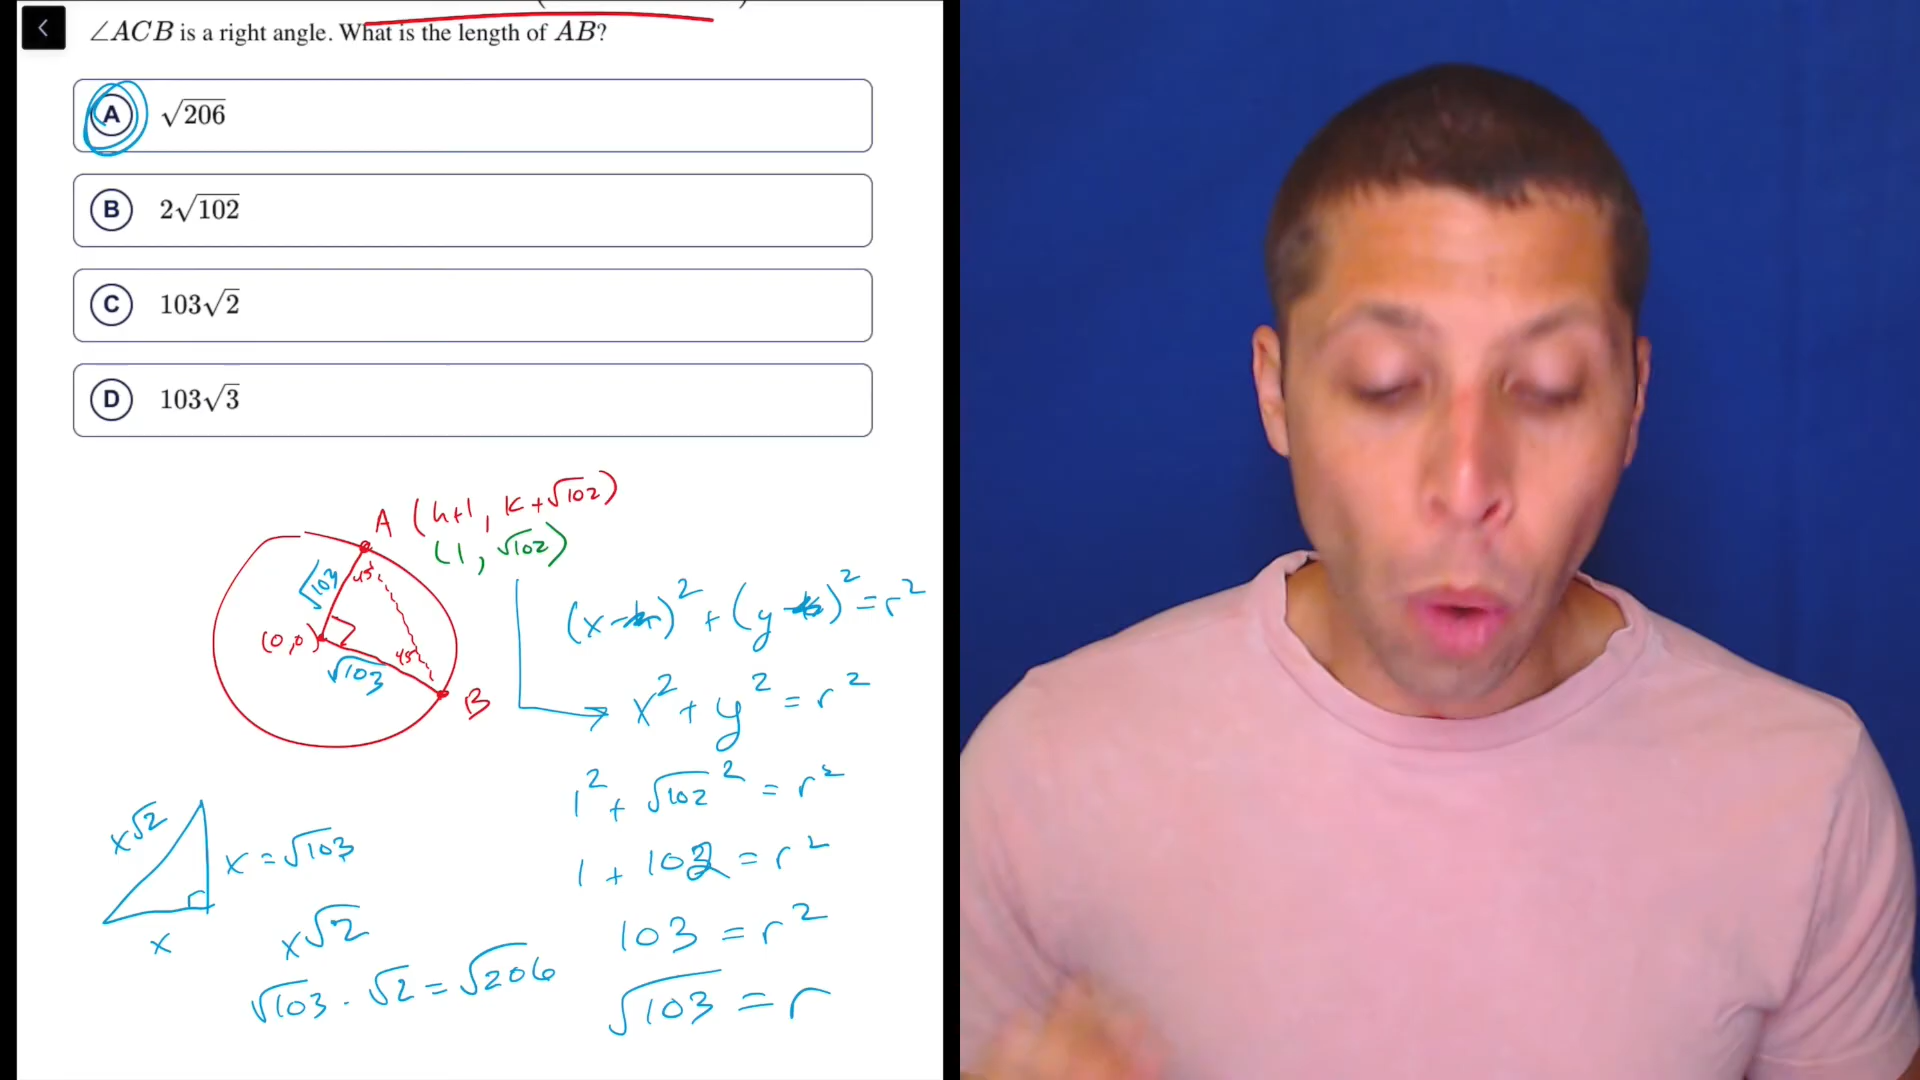 ∠ACB is a right angle. What is the length of AB?
A √206
B 2√102
C 103√2
D 103√3
A (h+1, k+√102)
(1, √102)
√103
45
(0,0)
45
√103
B
(x-h)² + (y-k)² = r²
x² + y² = r²
1² + √102² = r²
1 + 102 = r²
103 = r²
√103 = r
x√2
x = √103
x
x√2
√103 · √2 = √206